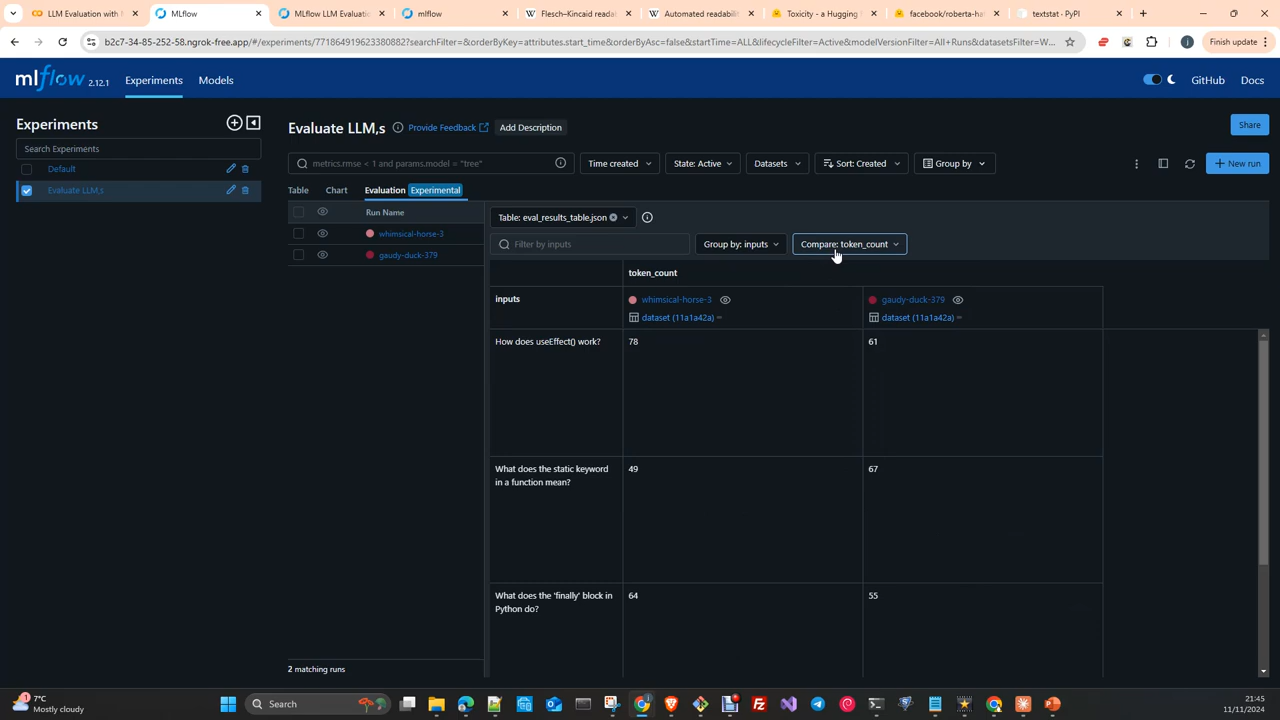 LLM Evaluation with M
MLflow
MLflow LLM Evaluatio
mlflow
Flesch–Kincaid readab
Automated readability
Toxicity - a Hugging
facebook/roberta-hat
textstat · PyPI
b2c7-34-85-252-58.ngrok-free.app/#/experiments/771864919623380882?searchFilter=&orderByKey=attributes.start_time&orderByAsc=false&startTime=ALL&lifecycleFilter=Active&modelVersionFilter=All+Runs&datasetsFilter=W...
Finish update
mlflow 2.12.1
Experiments
Models
GitHub
Docs
Experiments
Search Experiments
Default
Evaluate LLM,s
Evaluate LLM,s
Provide Feedback
Add Description
Share
metrics.rmse < 1 and params.model = "tree"
Time created
State: Active
Datasets
Sort: Created
Group by
New run
Table
Chart
Evaluation Experimental
Run Name
whimsical-horse-3
gaudy-duck-379
Table: eval_results_table.json
Filter by inputs
Group by: inputs
Compare: token_count
token_count
inputs
whimsical-horse-3
gaudy-duck-379
dataset (11a1a42a)
dataset (11a1a42a)
How does useEffect() work?
78
61
What does the static keyword
in a function mean?
49
67
What does the 'finally' block in
Python do?
64
55
2 matching runs
1
7°C
Mostly cloudy
Search
21:45
11/11/2024